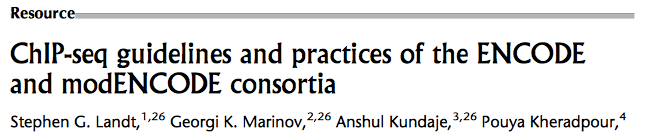 Resource
ChIP-seq guidelines and practices of the ENCODE
and modENCODE consortia
Stephen G. Landt,1,26 Georgi K. Marinov,2,26 Anshul Kundaje,3,26 Pouya Kheradpour,4